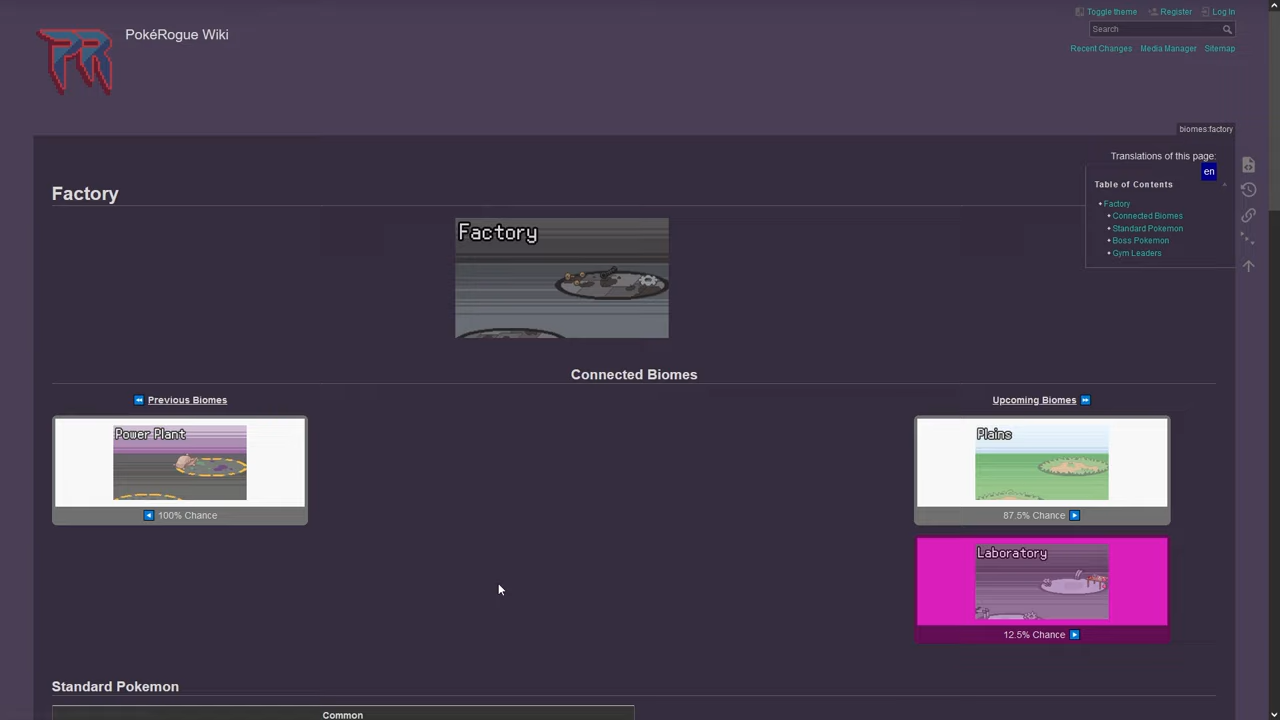 Toggle theme Register Log In
PokéRogue Wiki
Search
Recent Changes Media Manager Sitemap
PR
biomes:factory
Translations of this page:
en
Table of Contents
• Factory
• Connected Biomes
• Standard Pokemon
• Boss Pokemon
• Gym Leaders
Factory
Factory
Connected Biomes
Previous Biomes
Upcoming Biomes
Power Plant
100% Chance
Plains
87.5% Chance
Laboratory
12.5% Chance
Standard Pokemon
Common